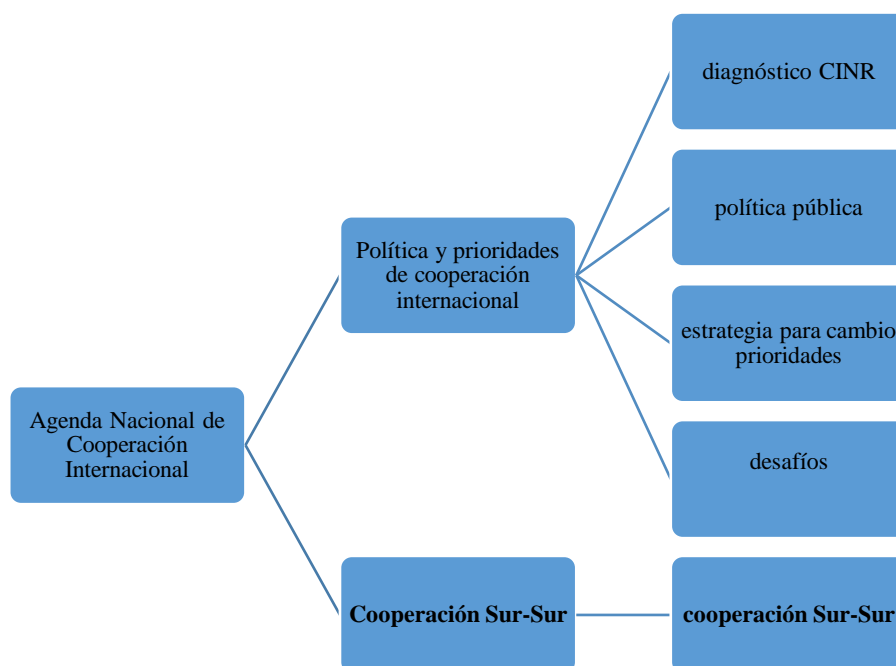 diagnóstico CINR
política pública
Política y prioridades
de cooperación
internacional
estrategia para cambio
prioridades
Agenda Nacional de
Cooperación
Internacional
desafíos
Cooperación Sur-Sur
cooperación Sur-Sur